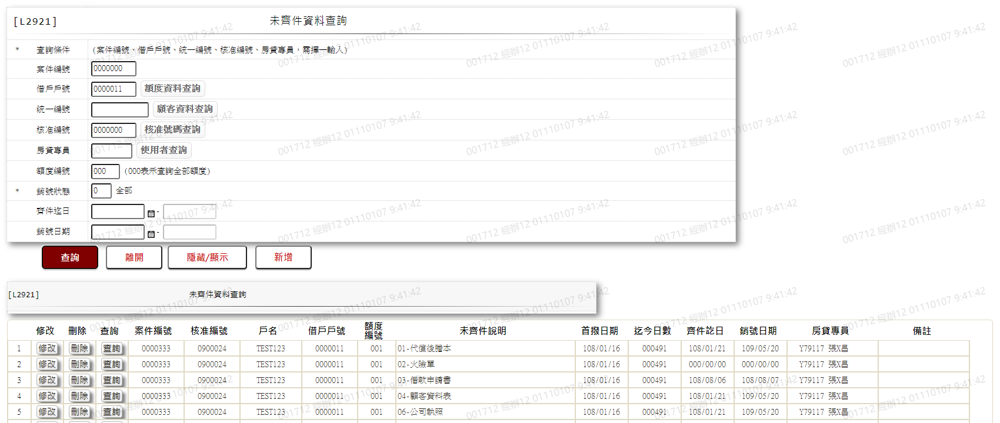 [L2921] 未齊件資料查詢
* 查詢條件 (案件編號、借戶戶號、統一編號、核准編號、房貸專員，需擇一輸入)
案件編號 0000000
借戶戶號 0000011 額度資料查詢
統一編號 顧客資料查詢
核准編號 0000000 核准號碼查詢
房貸專員 使用者查詢
額度編號 000 (000表示查詢全部額度)
* 銷號狀態 0 全部
齊件迄日 -
銷號日期 -
查詢 離開 隱藏/顯示 新增
[L2921] 未齊件資料查詢
修改 刪除 查詢 案件編號 核准編號 戶名 借戶戶號 額度編號 未齊件說明 首撥日期 迄今日數 齊件訖日 銷號日期 房貸專員 備註
1 修改 刪除 查詢 0000333 0900024 TEST123 0000011 001 01-代償後謄本 108/01/16 000491 108/01/21 109/05/20 Y79117 張X昌
2 修改 刪除 查詢 0000333 0900024 TEST123 0000011 001 02-火險單 108/01/16 000491 000/00/00 000/00/00 Y79117 張X昌
3 修改 刪除 查詢 0000333 0900024 TEST123 0000011 001 03-借款申請書 108/01/16 000491 108/08/06 108/08/07 Y79117 張X昌
4 修改 刪除 查詢 0000333 0900024 TEST123 0000011 001 04-顧客資料表 108/01/16 000491 108/01/21 109/05/20 Y79117 張X昌
5 修改 刪除 查詢 0000333 0900024 TEST123 0000011 001 06-公司執照 108/01/16 000491 108/01/21 109/05/20 Y79117 張X昌
001712 經辦12 01110107 9:41:42